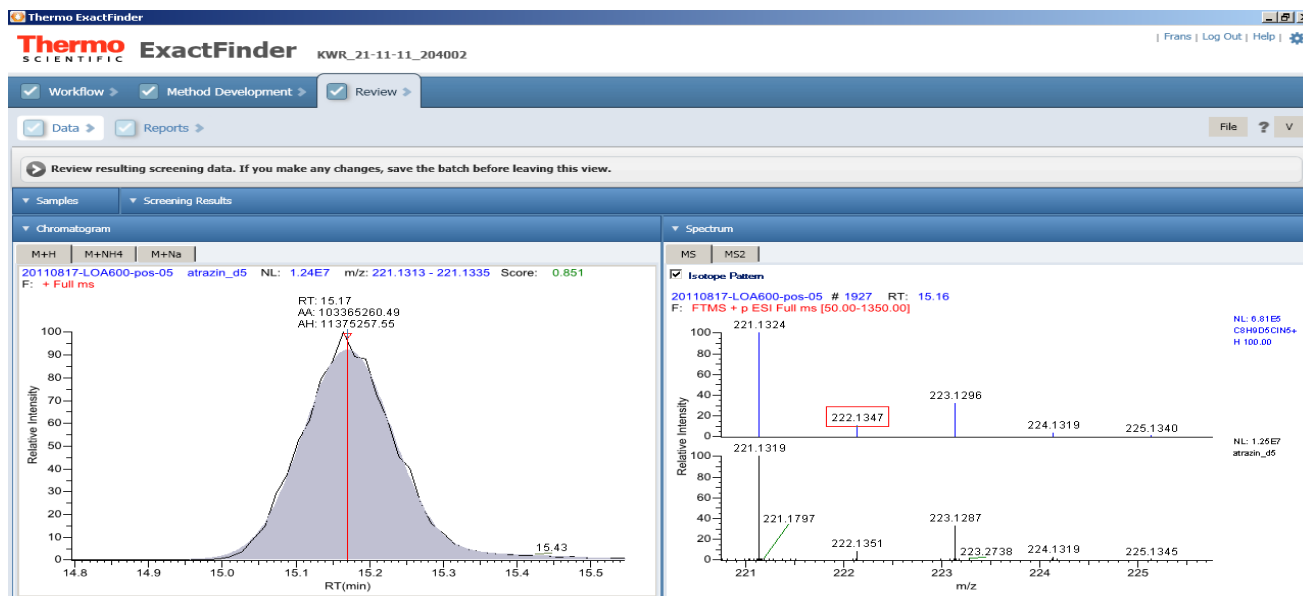 Thermo ExactFinder
Thermo
SCIENTIFIC
ExactFinder KWR_21-11-11_204002
| Frans | Log Out | Help |
Workflow Method Development Review
Data Reports File ? V
Review resulting screening data. If you make any changes, save the batch before leaving this view.
Samples Screening Results
Chromatogram
M+H M+NH4 M+Na
20110817-LOA600-pos-05 atrazin_d5 NL: 1.24E7 m/z: 221.1313 - 221.1335 Score: 0.851
F: + Full ms
RT: 15.17
AA: 103365260.49
AH: 11375257.55
100
90
80
70
60
50
40
30
20
10
0
Relative Intensity
15.43
14.8 14.9 15.0 15.1 15.2 15.3 15.4 15.5
RT(min)
Spectrum
MS MS2
Isotope Pattern
20110817-LOA600-pos-05 # 1927 RT: 15.16
F: FTMS + p ESI Full ms [50.00-1350.00]
NL: 6.81E5
C8H9D5ClN5+
H 100.00
221.1324
222.1347
223.1296
224.1319
225.1340
100
80
60
40
20
0
Relative Intensity
NL: 1.25E7
atrazin_d5
221.1319
221.1797
222.1351
223.1287
223.2738
224.1319
225.1345
100
80
60
40
20
0
Relative Intensity
221 222 223 224 225
m/z